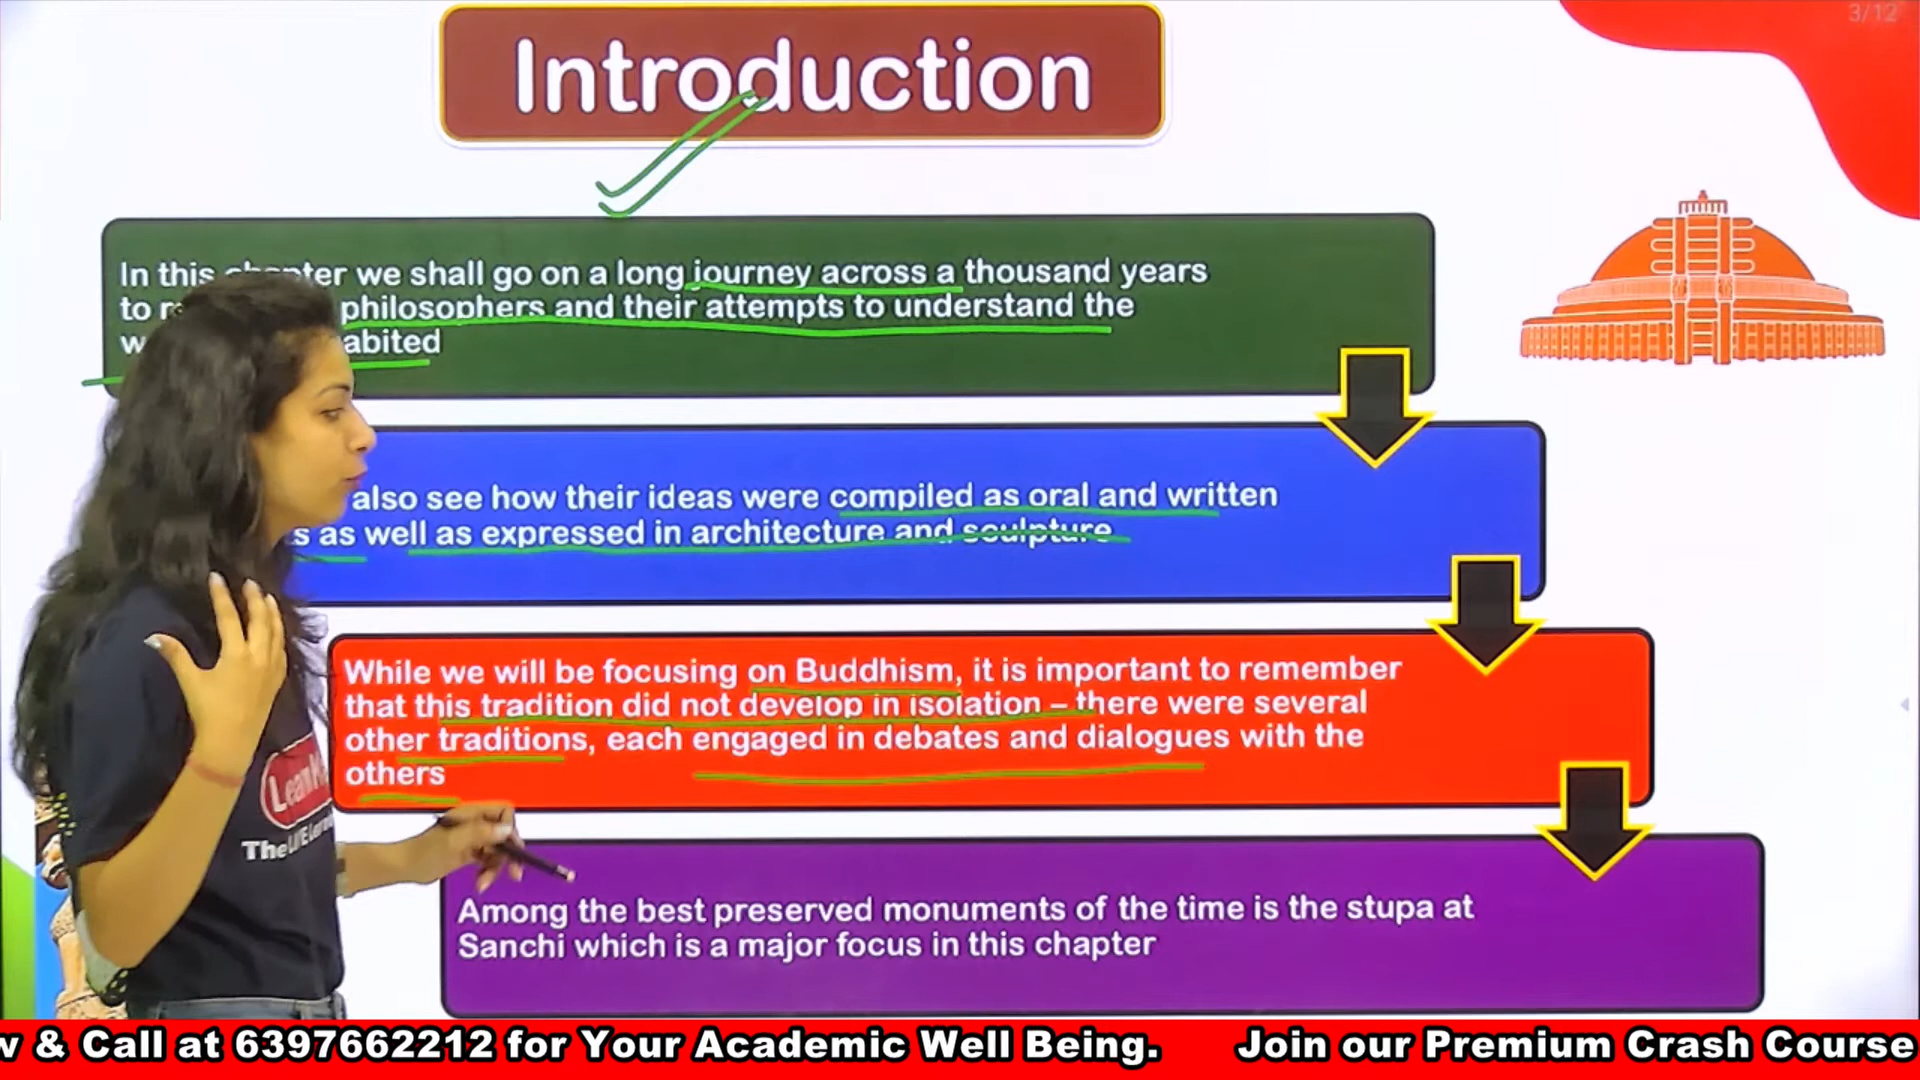 3/12
Introduction
In this chapter we shall go on a long journey across a thousand years
to philosophers and their attempts to understand the
abited
also see how their ideas were compiled as oral and written
s as well as expressed in architecture and sculpture
While we will be focusing on Buddhism, it is important to remember
that this tradition did not develop in isolation – there were several
other traditions, each engaged in debates and dialogues with the
others
Among the best preserved monuments of the time is the stupa at
Sanchi which is a major focus in this chapter
Learn
The LIVE Learn
& Call at 6397662212 for Your Academic Well Being. Join our Premium Crash Course